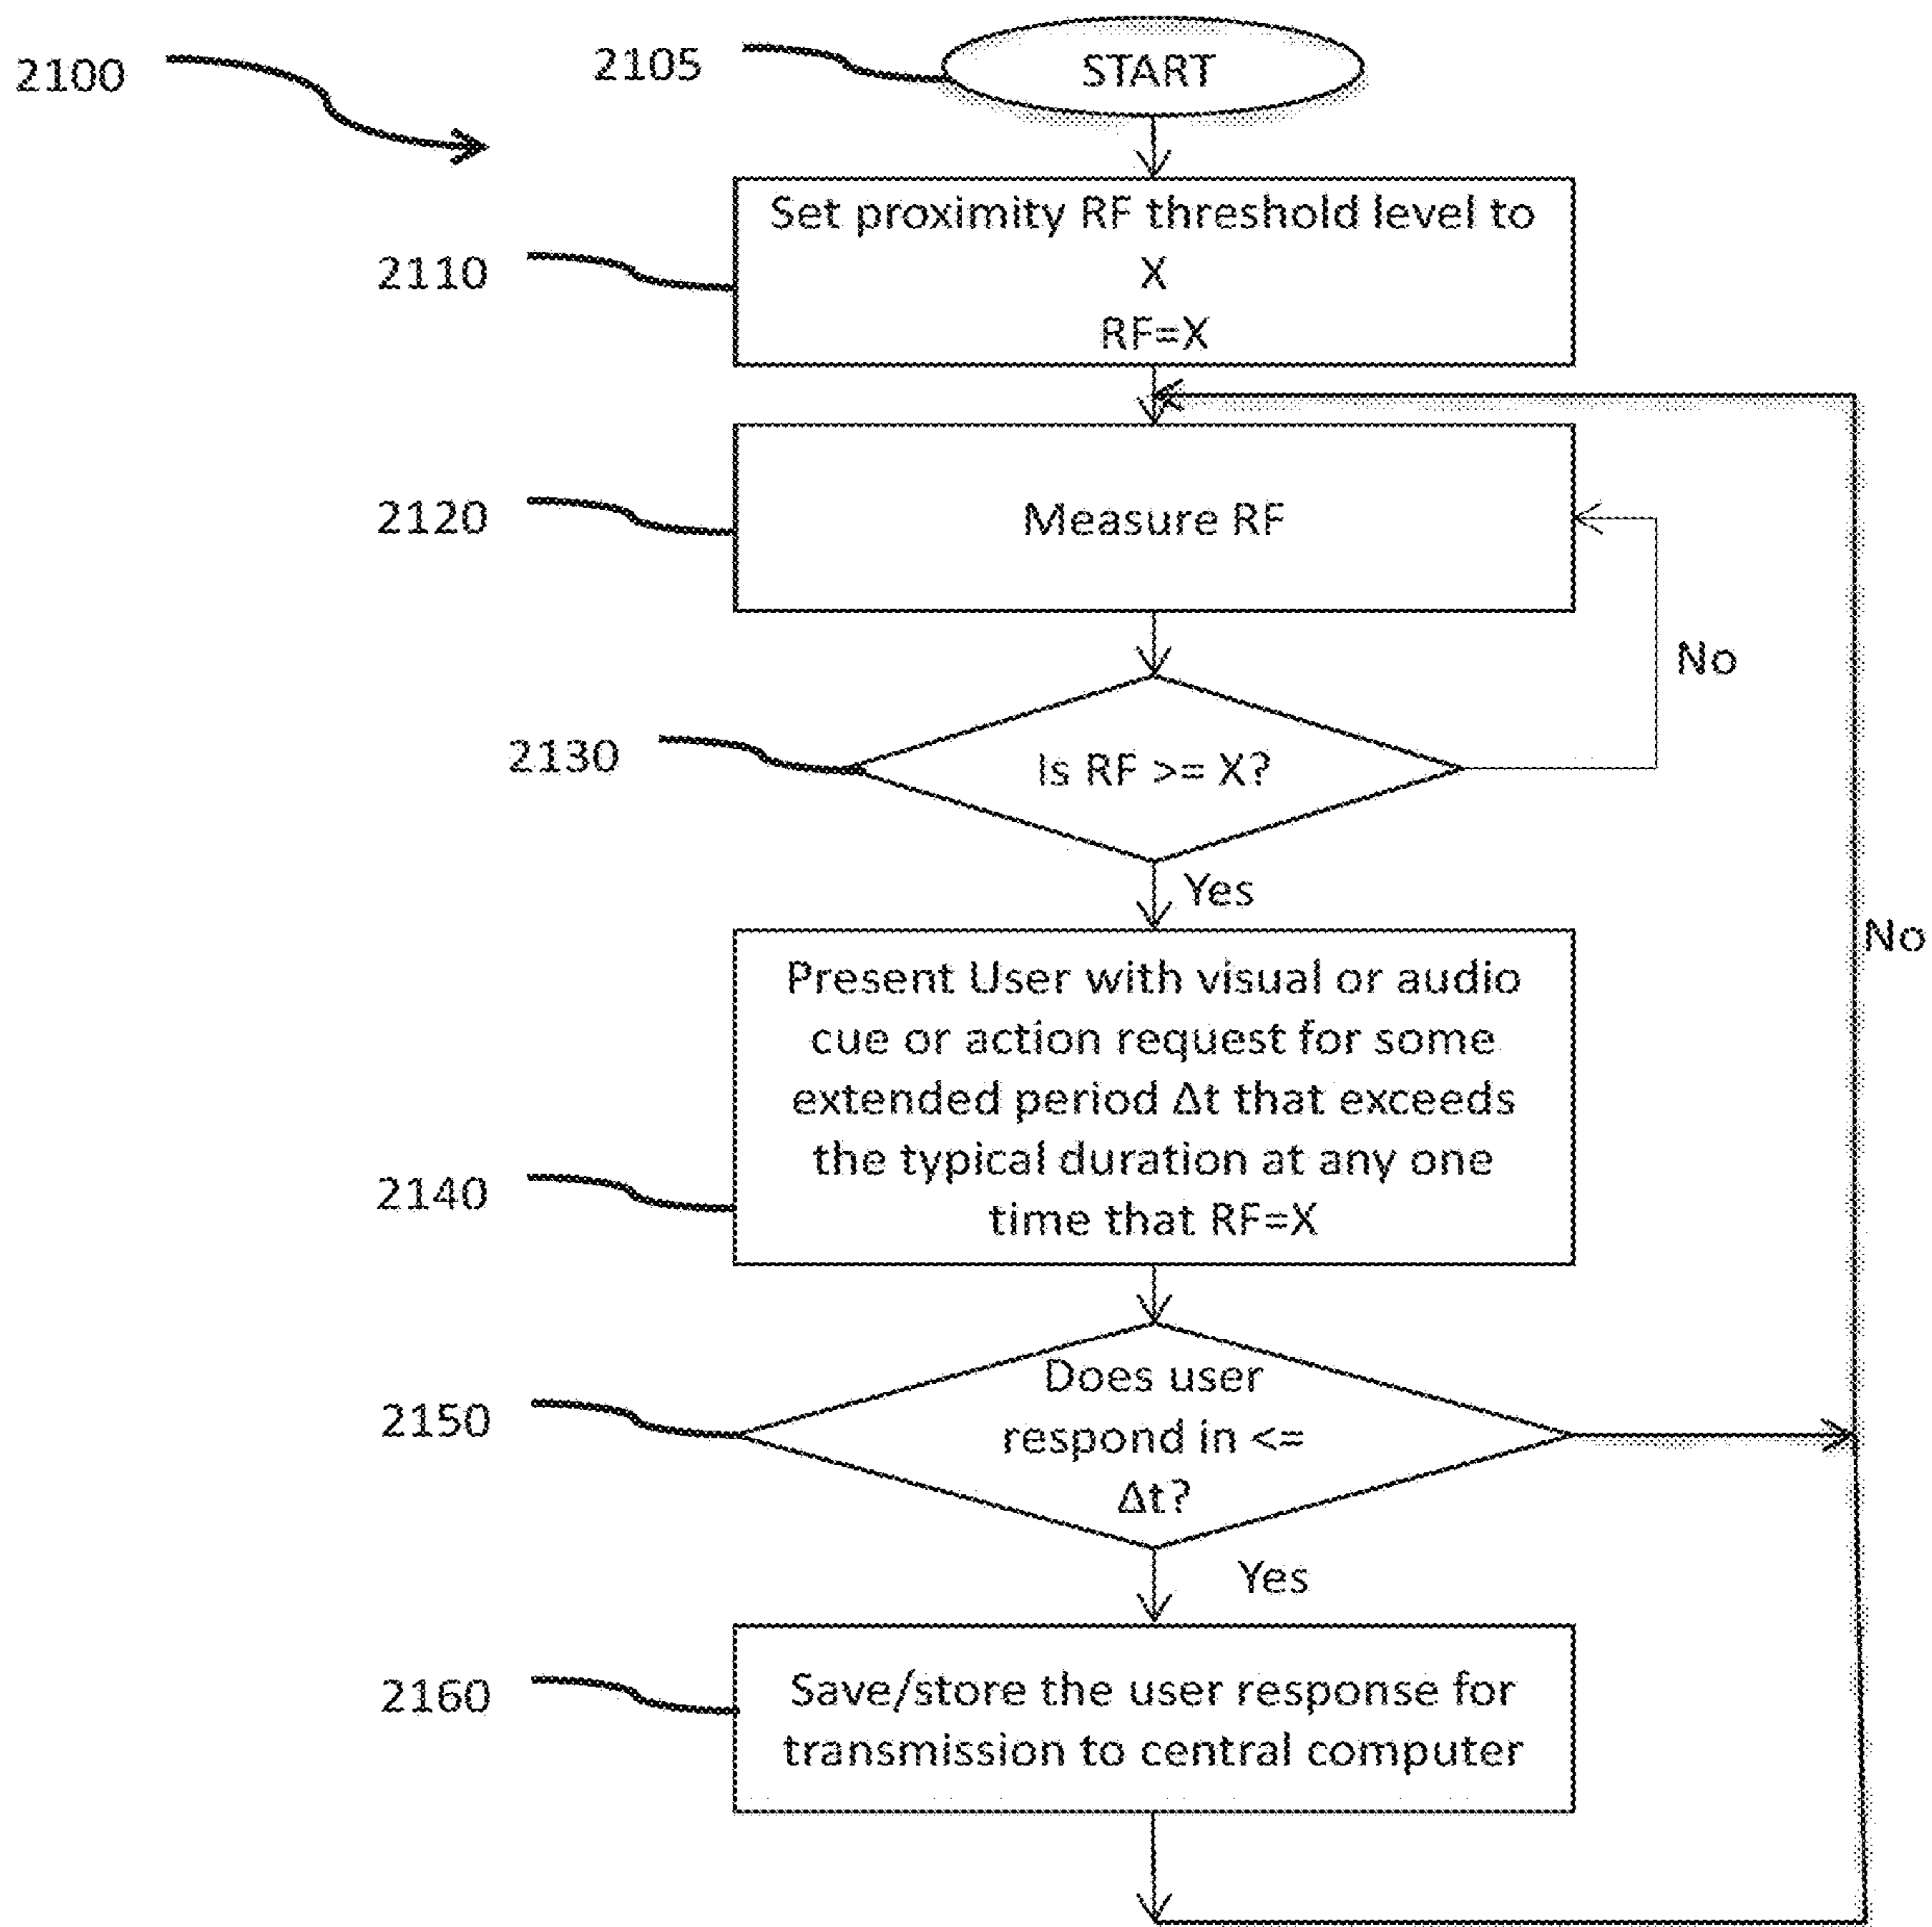 2100
2105
START
Set proximity RF threshold level to
X
RF=X
2110
2120
Measure RF
No
2130
Is RF >= X?
Yes
No
Present User with visual or audio
cue or action request for some
extended period Δt that exceeds
the typical duration at any one
time that RF=X
2140
Does user
respond in <=
Δt?
2150
Yes
2160
Save/store the user response for
transmission to central computer